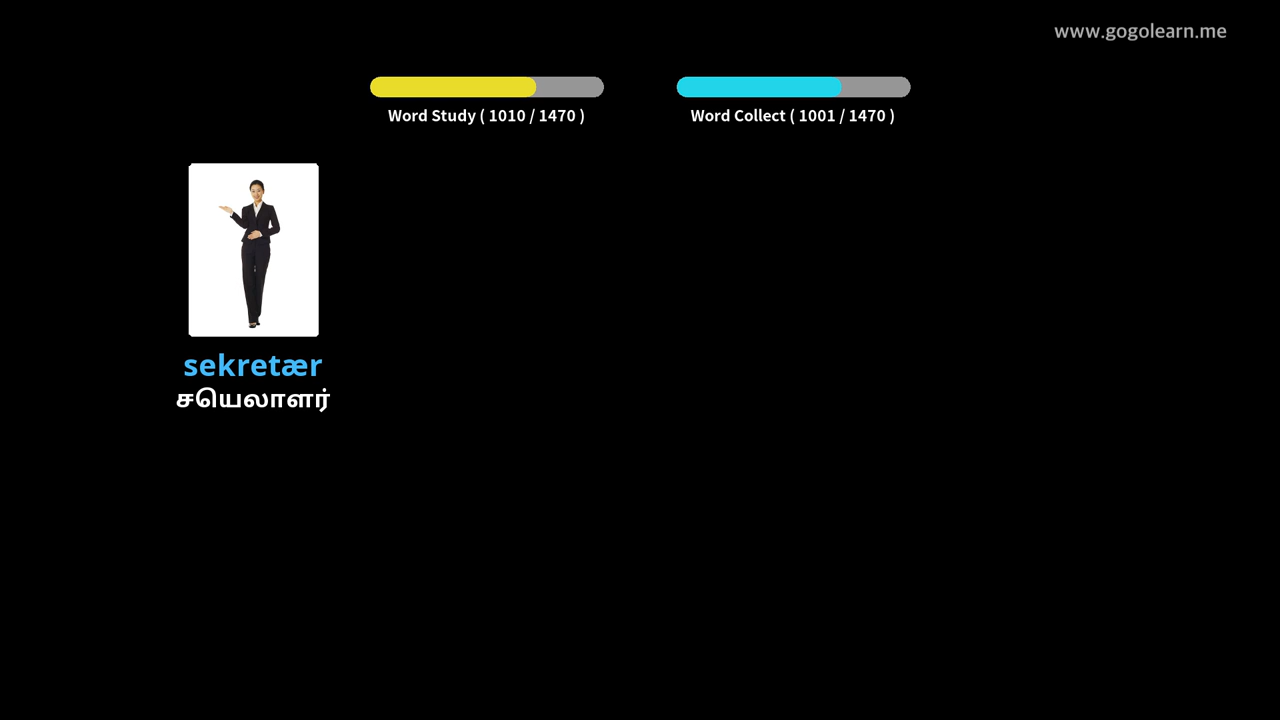 www.gogolearn.me
Word Study ( 1010 / 1470 )
Word Collect ( 1001 / 1470 )
sekretær
சயெலாளர்